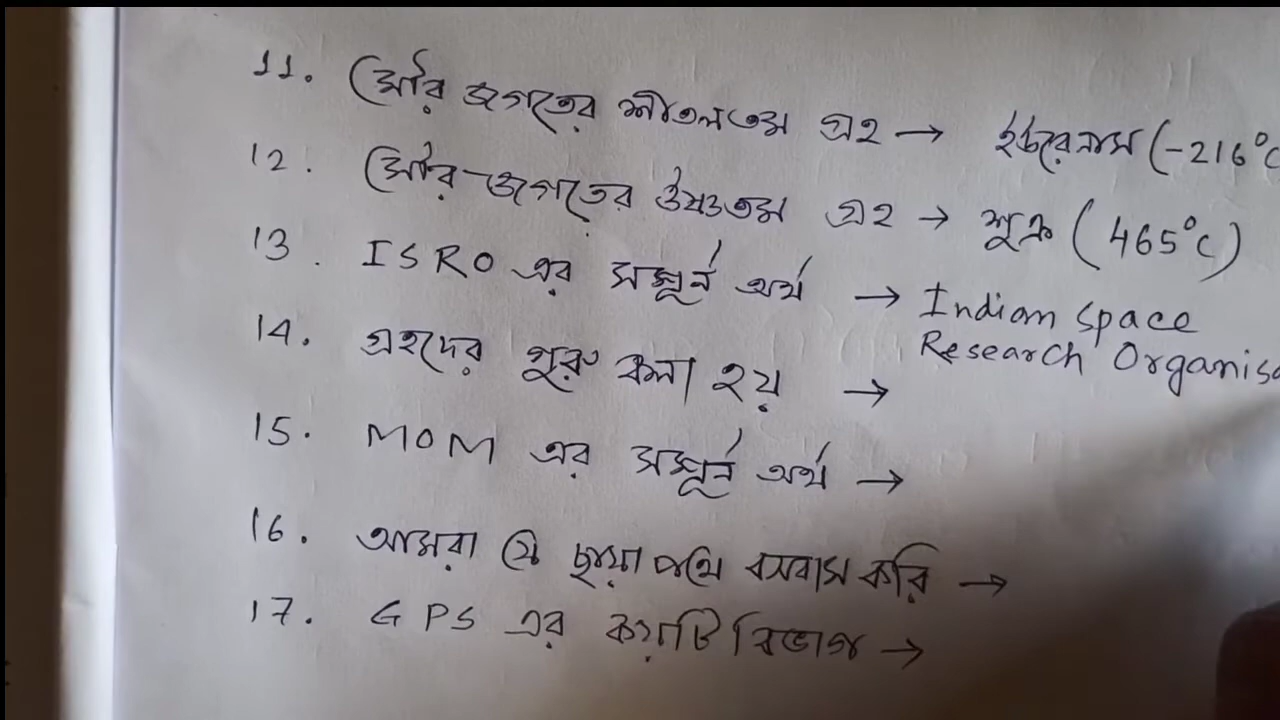 11. সৌর জগতের শীতলতম গ্রহ → ইউরেনাস (-216°C
12. সৌর-জগতের উষ্ণতম গ্রহ → শুক্র (465°C)
13. ISRO এর সম্পূর্ন অর্থ → Indian Space
Research Organisa
14. গ্রহদের গুরু বলা হয় →
15. MOM এর সম্পূর্ন অর্থ →
16. আমরা যে ছায়া পথে বসবাস করি →
17. GPS এর কয়টি বিভাগ →